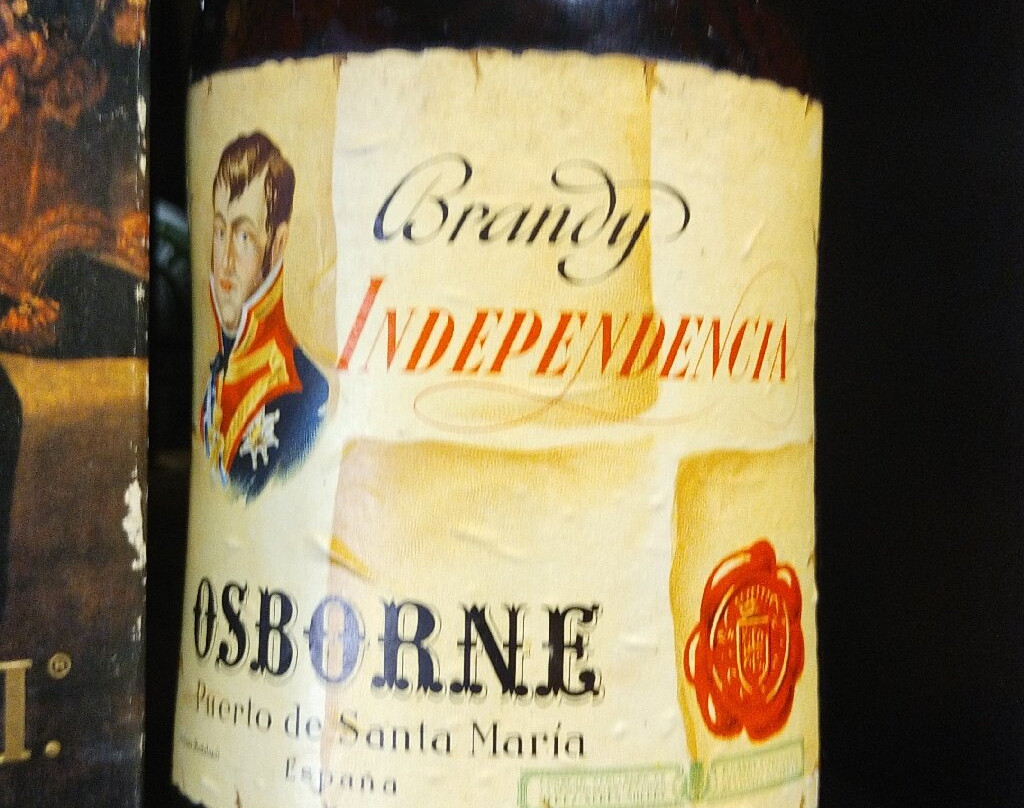 Brandy
INDEPENDENCIA
OSBORNE
Puerto de Santa María
España
®